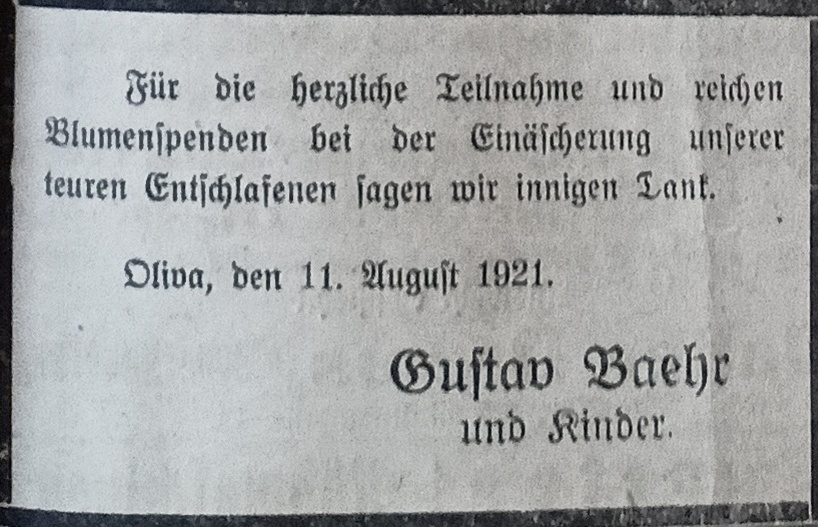 Für die herzliche Teilnahme und reichen
Blumenspenden bei der Einäscherung unserer
teuren Entschlafenen sagen wir innigen Dank.
Oliva, den 11. August 1921.
Gustav Baehr
und Kinder.